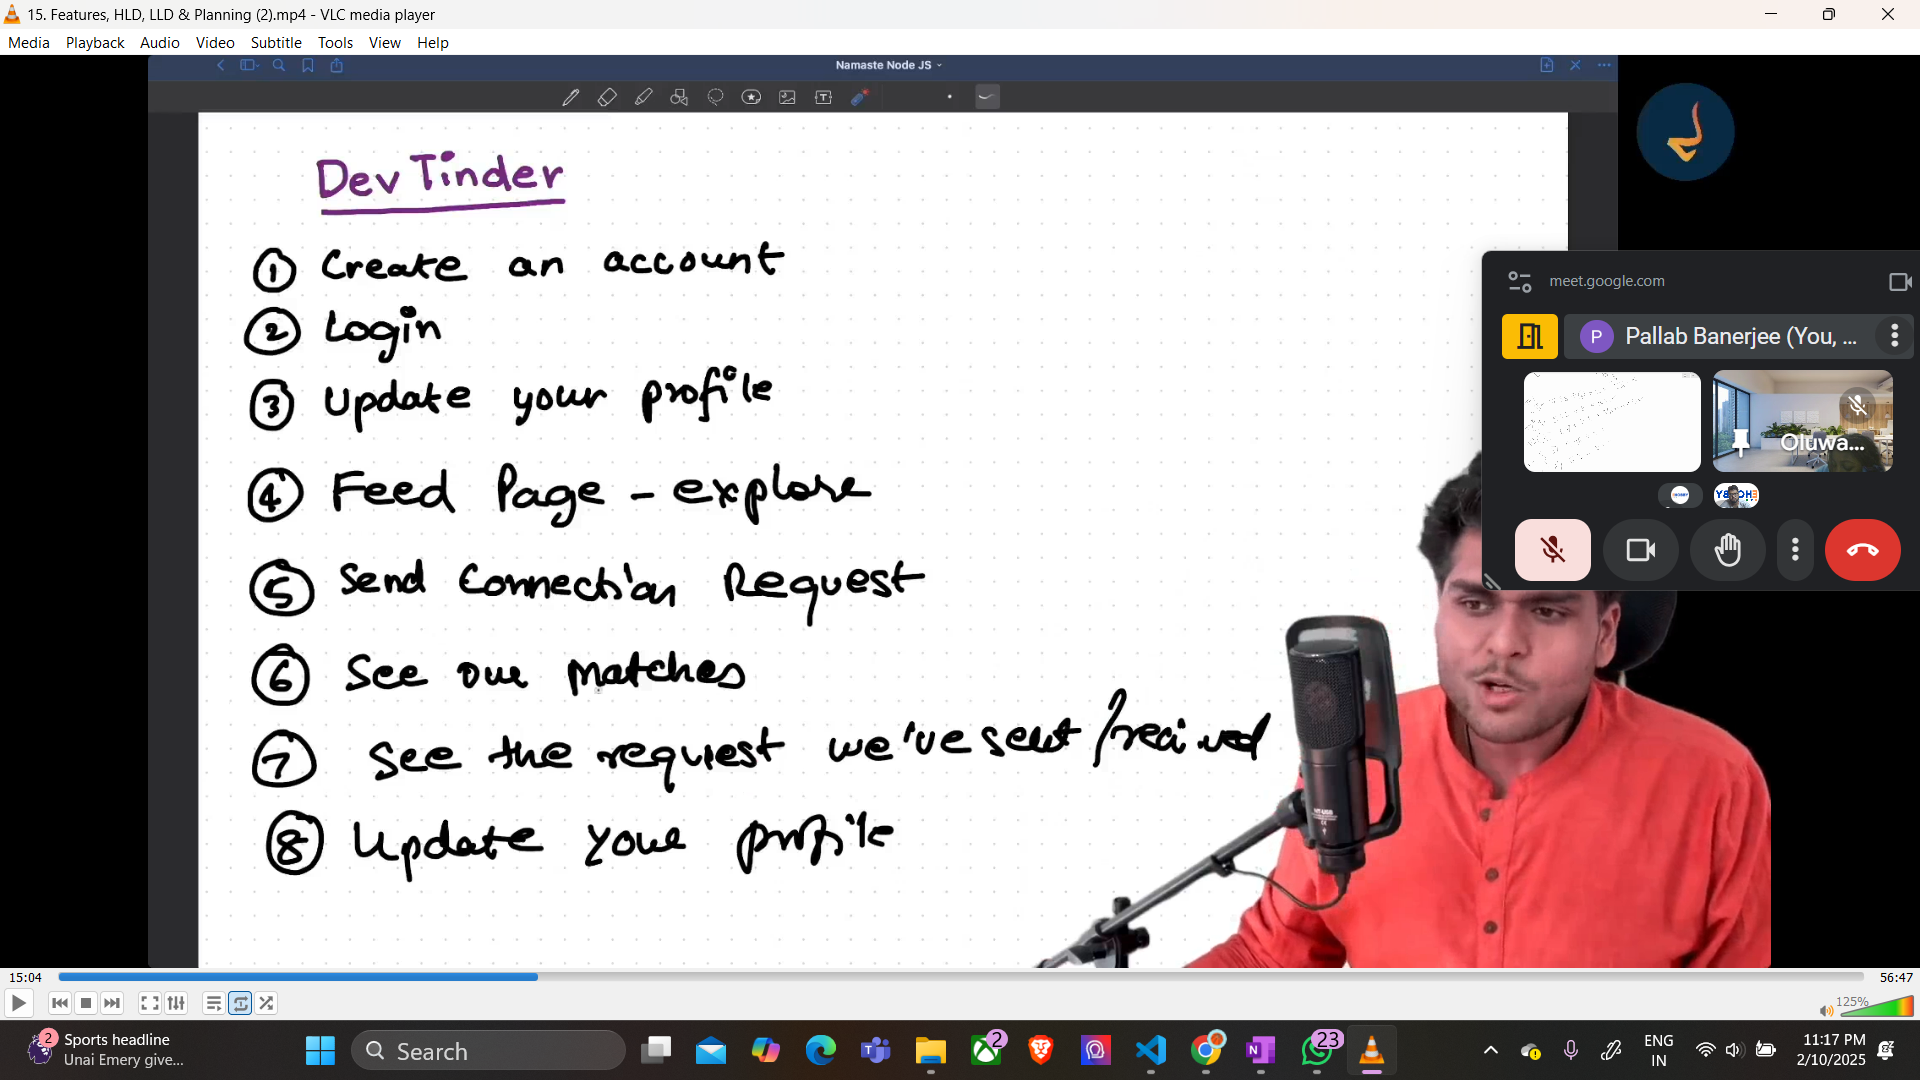 15. Features, HLD, LLD & Planning (2).mp4 - VLC media player
Media Playback Audio Video Subtitle Tools View Help
Namaste Node JS
Dev Tinder
① Create an account
② Login
③ Update your profile
④ Feed Page - explore
⑤ Send Connection Request
⑥ See our matches
⑦ See the request we've sent / recived
⑧ Update your profile
meet.google.com
P Pallab Banerjee (You, ...
Oluwa...
15:04
56:47
125%
2 Sports headline
Unai Emery give...
Search
2
23
ENG
IN
11:17 PM
2/10/2025